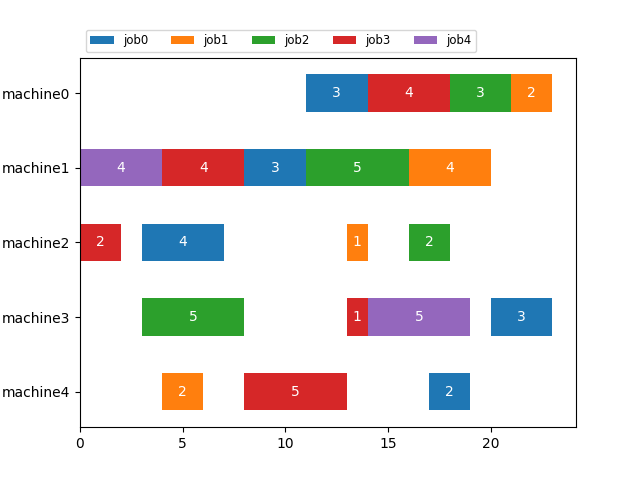 job0 job1 job2 job3 job4
machine0 3 4 3 2
machine1 4 4 3 5 4
machine2 2 4 1 2
machine3 5 1 5 3
machine4 2 5 2
0 5 10 15 20